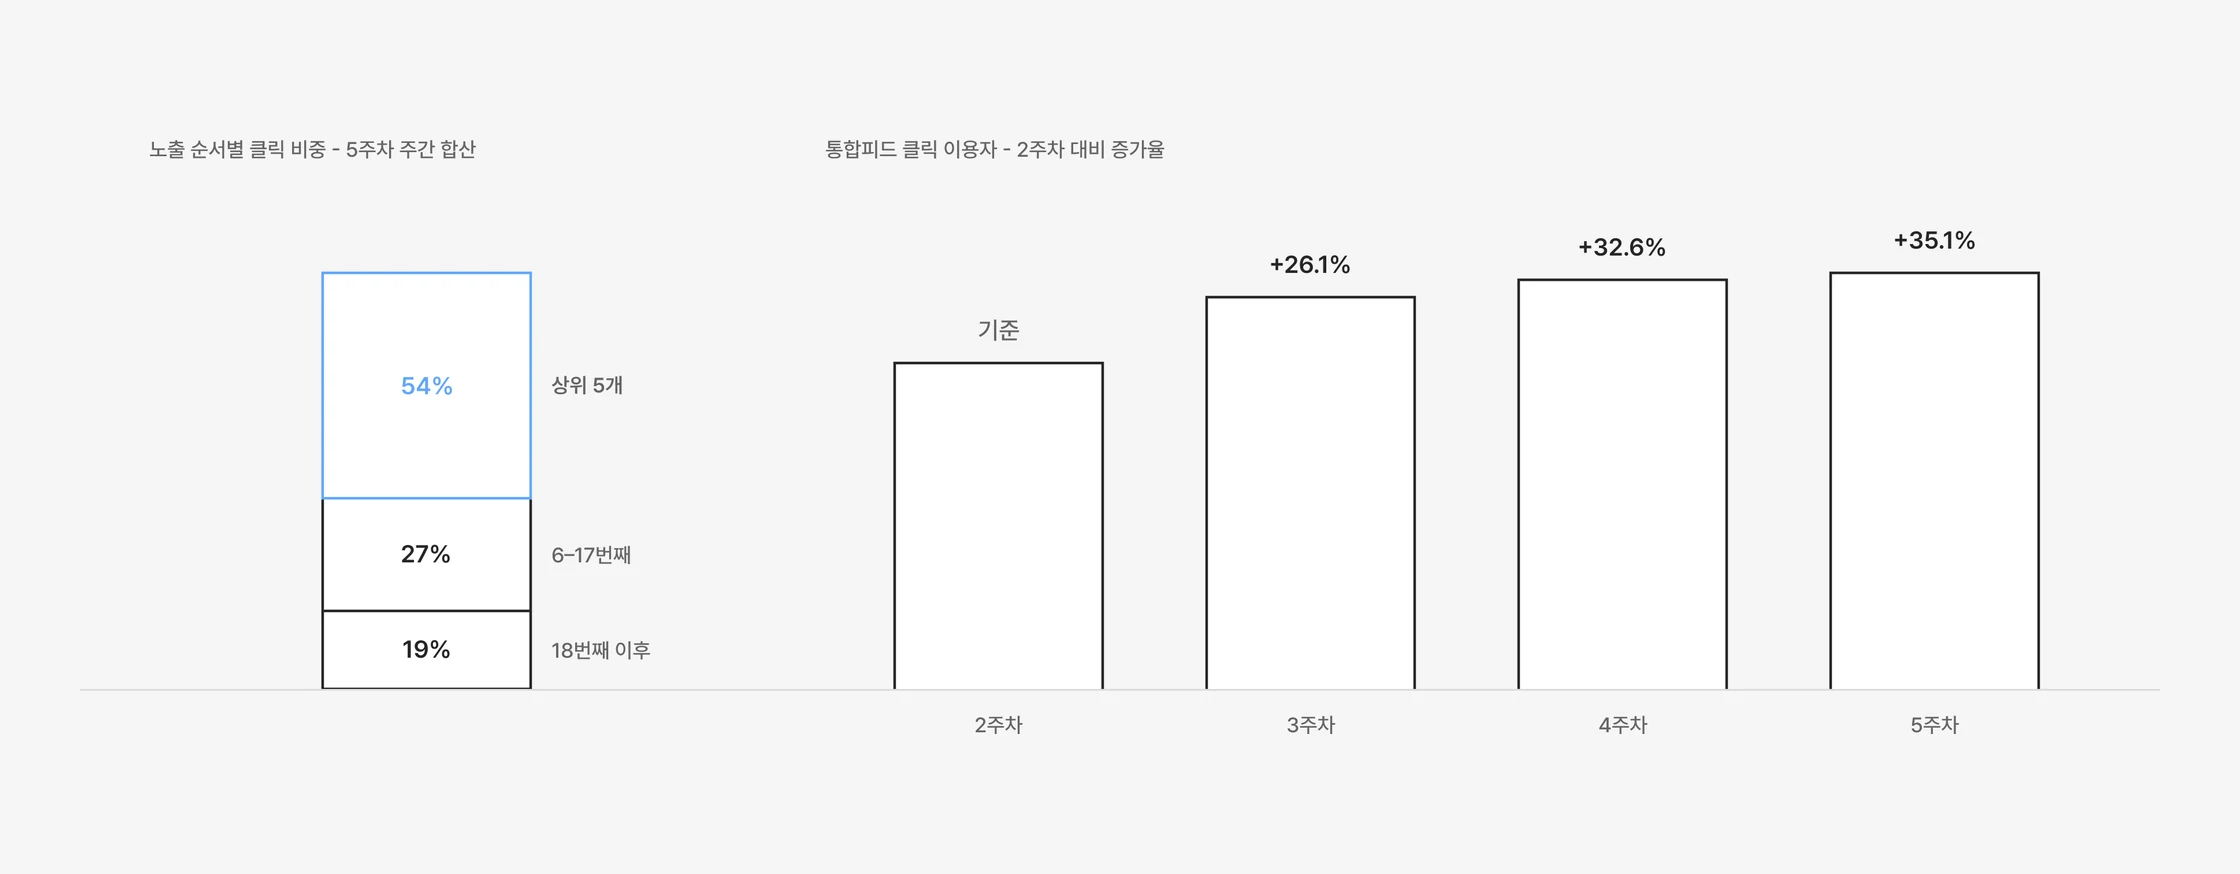 노출 순서별 클릭 비중 - 5주차 주간 합산
54%
상위 5개
27%
6–17번째
19%
18번째 이후
통합피드 클릭 이용자 - 2주차 대비 증가율
기준
+26.1%
+32.6%
+35.1%
2주차
3주차
4주차
5주차